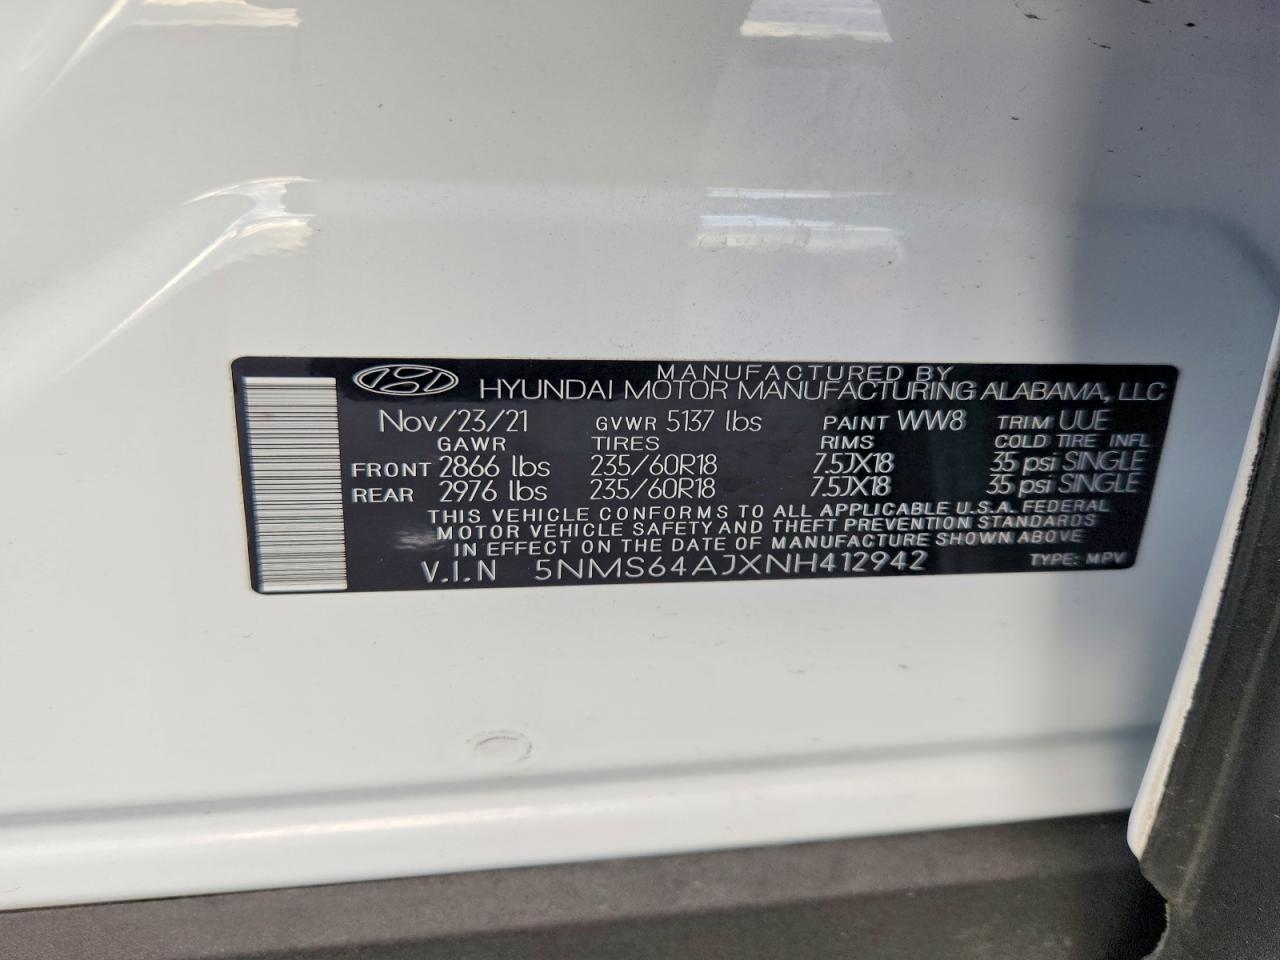 MANUFACTURED BY
HYUNDAI MOTOR MANUFACTURING ALABAMA, LLC
Nov/23/21 GVWR 5137 lbs PAINT WW8 TRIM UUE
GAWR TIRES RIMS COLD TIRE INFL
FRONT 2866 lbs 235/60R18 7.5JX18 35 psi SINGLE
REAR 2976 lbs 235/60R18 7.5JX18 35 psi SINGLE
THIS VEHICLE CONFORMS TO ALL APPLICABLE U.S.A. FEDERAL
MOTOR VEHICLE SAFETY AND THEFT PREVENTION STANDARDS
IN EFFECT ON THE DATE OF MANUFACTURE SHOWN ABOVE
V.I.N 5NMS64AJXNH412942 TYPE: MPV